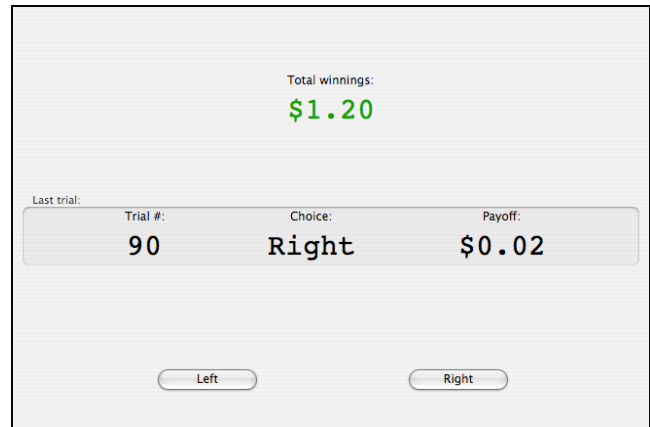 Total winnings:
$1.20
Last trial:
Trial #: Choice: Payoff:
90 Right $0.02
Left Right